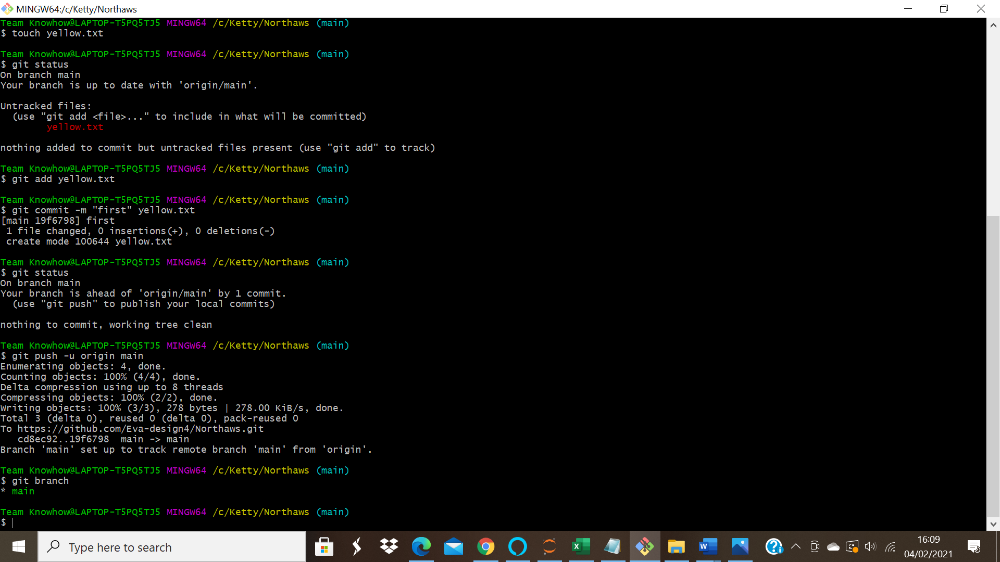 MINGW64:/c/Ketty/Northaws
Team Knowhow@LAPTOP-T5PQ5TJ5 MINGW64 /c/Ketty/Northaws (main)
$ touch yellow.txt
Team Knowhow@LAPTOP-T5PQ5TJ5 MINGW64 /c/Ketty/Northaws (main)
$ git status
On branch main
Your branch is up to date with 'origin/main'.
Untracked files:
  (use "git add <file>..." to include in what will be committed)
        yellow.txt
nothing added to commit but untracked files present (use "git add" to track)
Team Knowhow@LAPTOP-T5PQ5TJ5 MINGW64 /c/Ketty/Northaws (main)
$ git add yellow.txt
Team Knowhow@LAPTOP-T5PQ5TJ5 MINGW64 /c/Ketty/Northaws (main)
$ git commit -m "first" yellow.txt
[main 19f6798] first
 1 file changed, 0 insertions(+), 0 deletions(-)
 create mode 100644 yellow.txt
Team Knowhow@LAPTOP-T5PQ5TJ5 MINGW64 /c/Ketty/Northaws (main)
$ git status
On branch main
Your branch is ahead of 'origin/main' by 1 commit.
  (use "git push" to publish your local commits)
nothing to commit, working tree clean
Team Knowhow@LAPTOP-T5PQ5TJ5 MINGW64 /c/Ketty/Northaws (main)
$ git push -u origin main
Enumerating objects: 4, done.
Counting objects: 100% (4/4), done.
Delta compression using up to 8 threads
Compressing objects: 100% (2/2), done.
Writing objects: 100% (3/3), 278 bytes | 278.00 KiB/s, done.
Total 3 (delta 0), reused 0 (delta 0), pack-reused 0
To https://github.com/Eva-design4/Northaws.git
   cd8ec92..19f6798  main -> main
Branch 'main' set up to track remote branch 'main' from 'origin'.
Team Knowhow@LAPTOP-T5PQ5TJ5 MINGW64 /c/Ketty/Northaws (main)
$ git branch
* main
Team Knowhow@LAPTOP-T5PQ5TJ5 MINGW64 /c/Ketty/Northaws (main)
$
Type here to search
16:09
04/02/2021